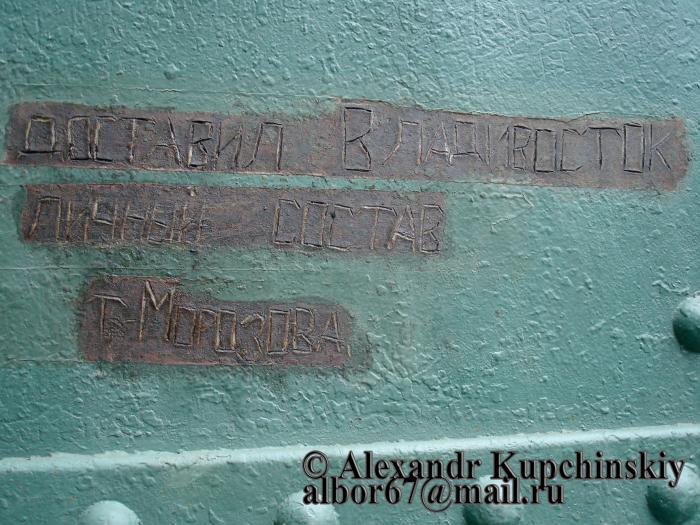 ДОСТАВИЛ ВЛАДИВОСТОК
ЛИЧНЫЙ СОСТАВ
Т. МОРОЗОВА.
© Alexandr Kupchinskiy
albor67@mail.ru